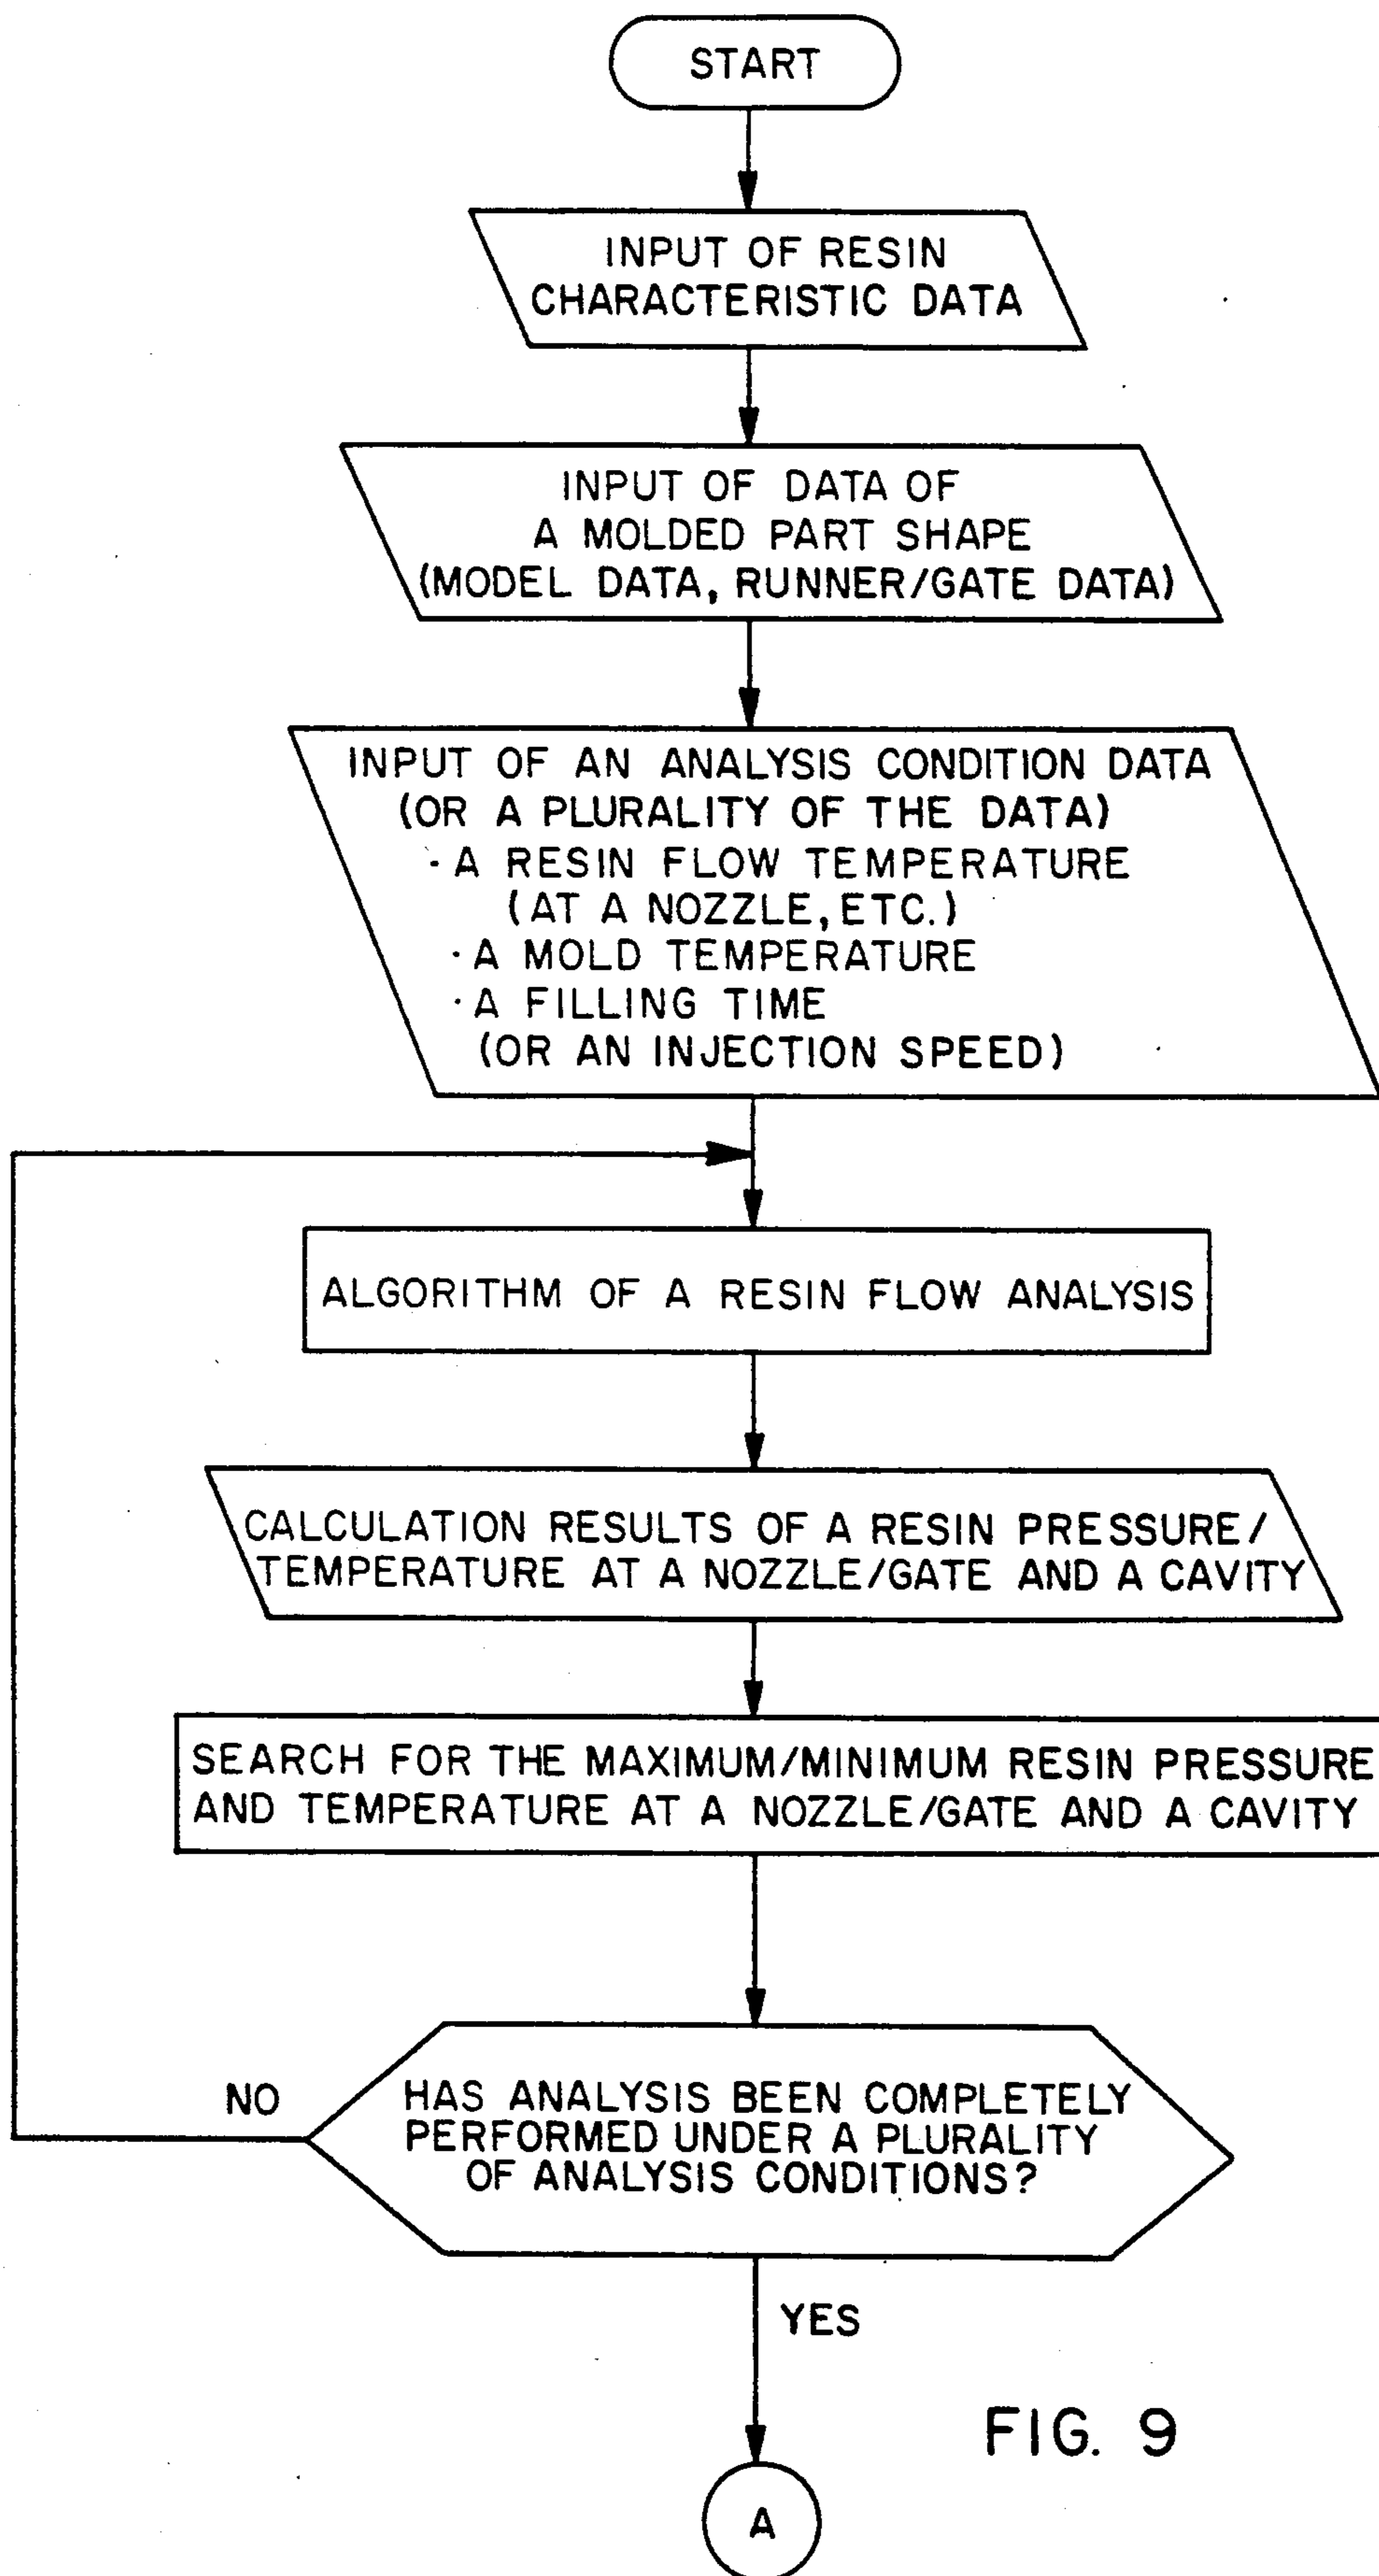 START
INPUT OF RESIN
CHARACTERISTIC DATA
INPUT OF DATA OF
A MOLDED PART SHAPE
(MODEL DATA, RUNNER/GATE DATA)
INPUT OF AN ANALYSIS CONDITION DATA
(OR A PLURALITY OF THE DATA)
· A RESIN FLOW TEMPERATURE
(AT A NOZZLE, ETC.)
· A MOLD TEMPERATURE
· A FILLING TIME
(OR AN INJECTION SPEED)
ALGORITHM OF A RESIN FLOW ANALYSIS
CALCULATION RESULTS OF A RESIN PRESSURE/
TEMPERATURE AT A NOZZLE/GATE AND A CAVITY
SEARCH FOR THE MAXIMUM/MINIMUM RESIN PRESSURE
AND TEMPERATURE AT A NOZZLE/GATE AND A CAVITY
NO
HAS ANALYSIS BEEN COMPLETELY
PERFORMED UNDER A PLURALITY
OF ANALYSIS CONDITIONS?
YES
FIG. 9
A